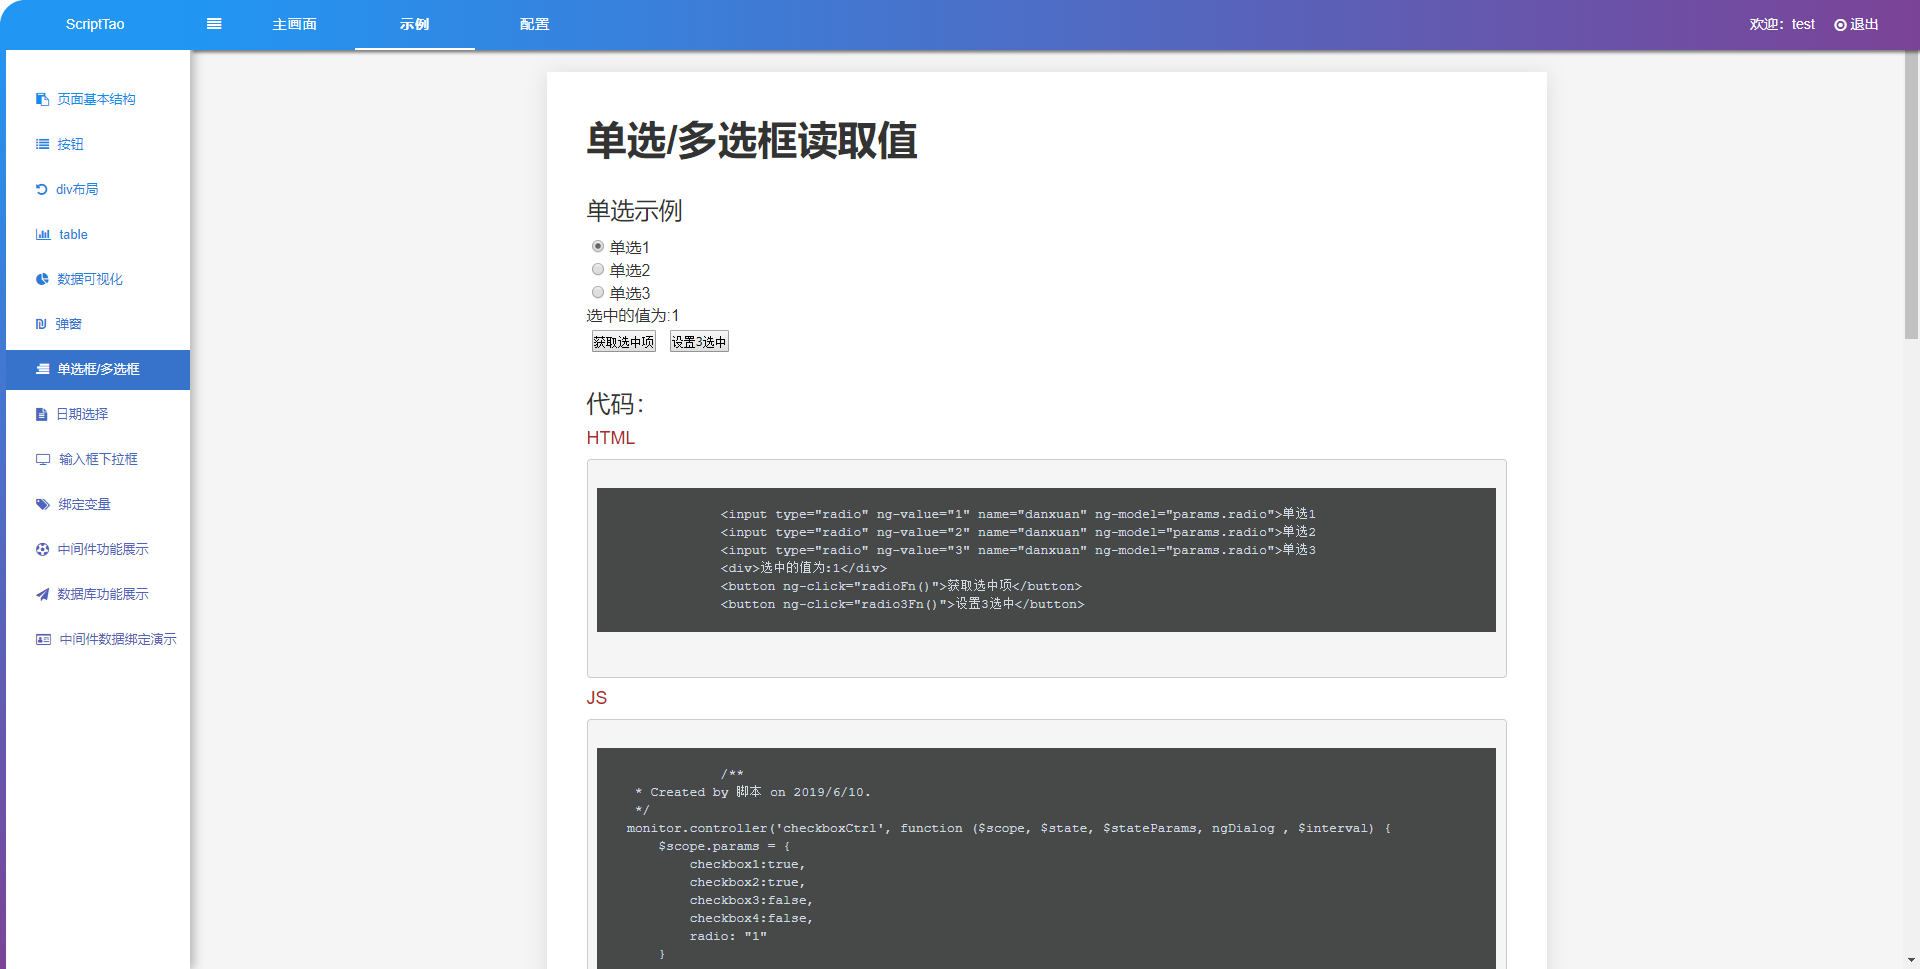 ScriptTao
主画面
示例
配置
欢迎：test
退出
页面基本结构
按钮
div布局
table
数据可视化
弹窗
单选框/多选框
日期选择
输入框下拉框
绑定变量
中间件功能展示
数据库功能展示
中间件数据绑定演示
单选/多选框读取值
单选示例
单选1
单选2
单选3
选中的值为:1
获取选中项 设置3选中
代码：
HTML
<input type="radio" ng-value="1" name="danxuan" ng-model="params.radio">单选1
<input type="radio" ng-value="2" name="danxuan" ng-model="params.radio">单选2
<input type="radio" ng-value="3" name="danxuan" ng-model="params.radio">单选3
<div>选中的值为:1</div>
<button ng-click="radioFn()">获取选中项</button>
<button ng-click="radio3Fn()">设置3选中</button>
JS
/**
* Created by 脚本 on 2019/6/10.
*/
monitor.controller('checkboxCtrl', function ($scope, $state, $stateParams, ngDialog , $interval) {
$scope.params = {
checkbox1:true,
checkbox2:true,
checkbox3:false,
checkbox4:false,
radio: "1"
}